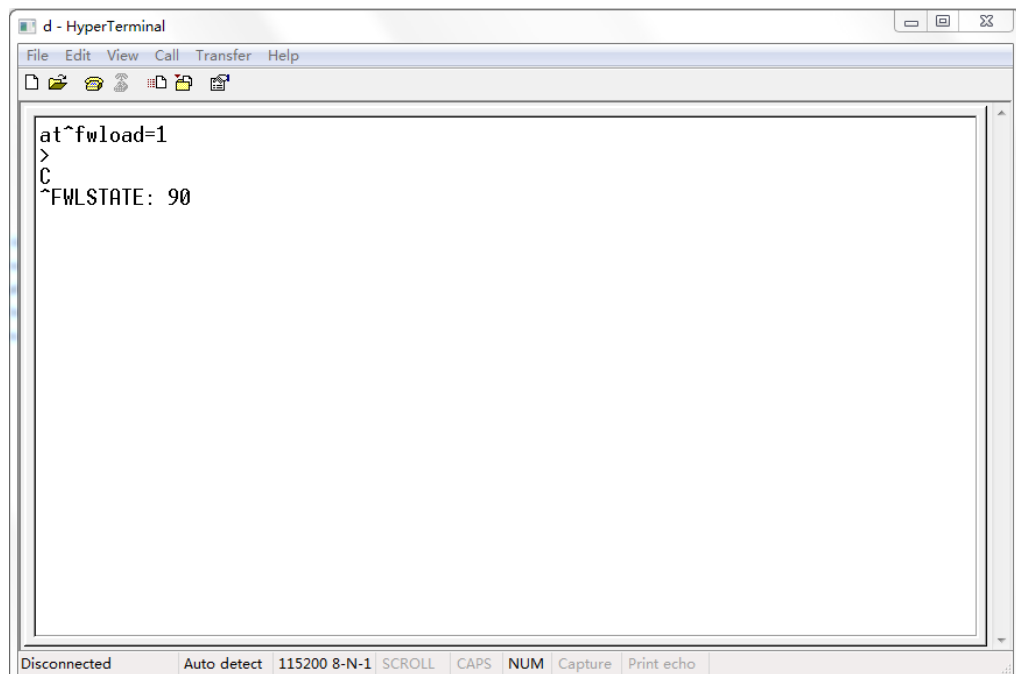 d - HyperTerminal
File Edit View Call Transfer Help
at^fwload=1
>
C
^FWLSTATE: 90
Disconnected Auto detect 115200 8-N-1 SCROLL CAPS NUM Capture Print echo